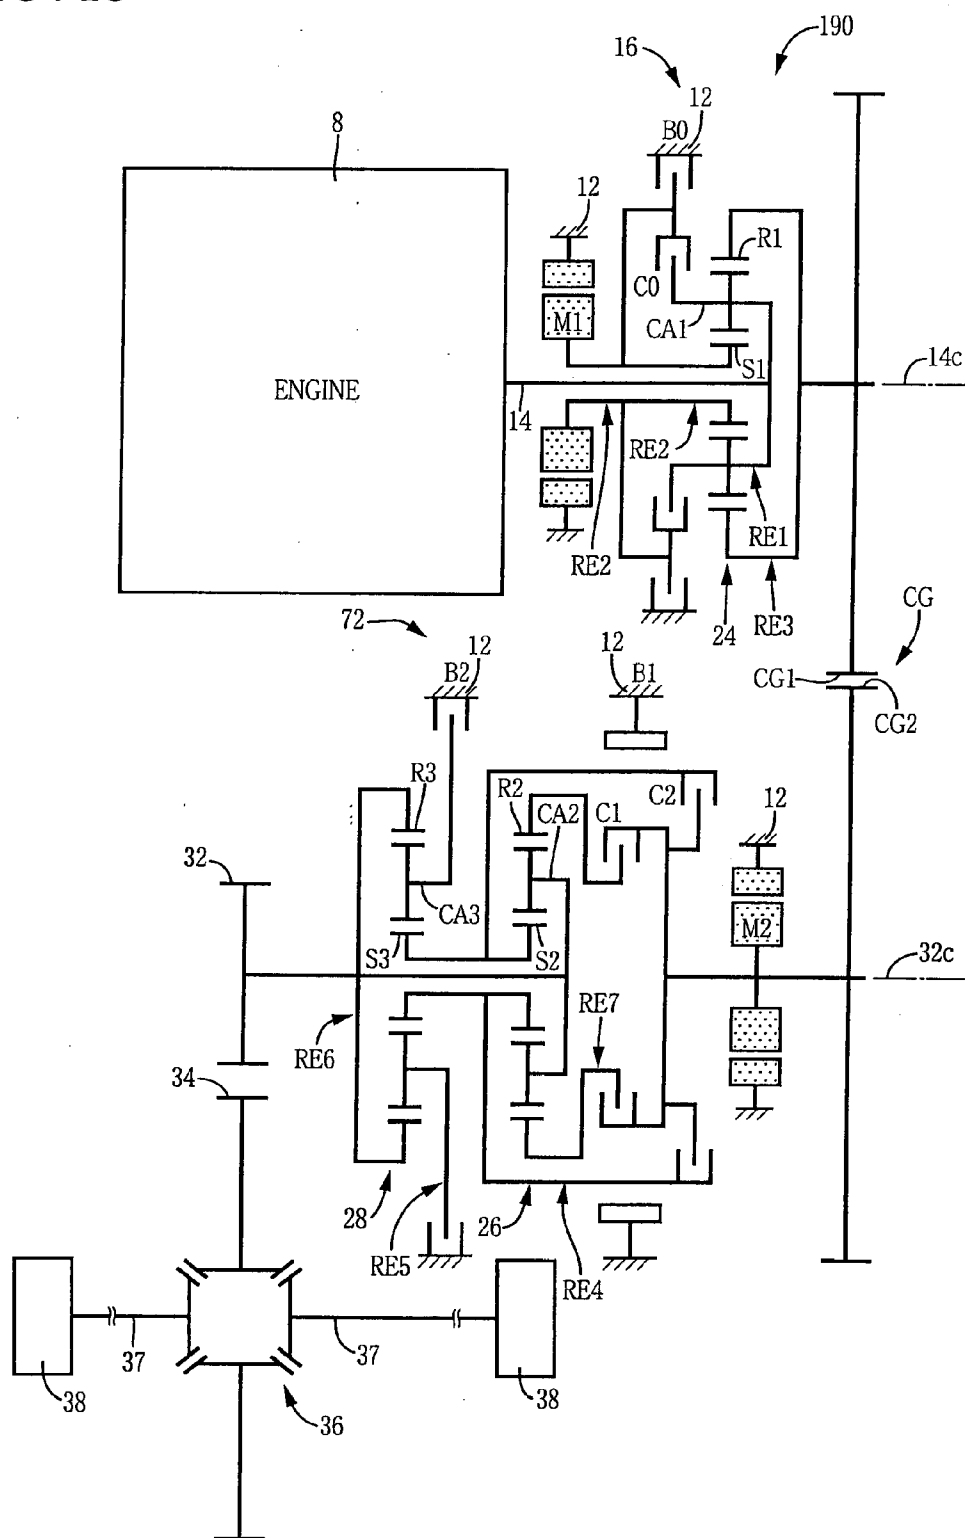 190
16
12
B0
8
12
R1
C0
M1
CA1
S1
14c
ENGINE
14
RE2
RE1
RE2
CG
72
12
12
24
RE3
B2
B1
CG1
CG2
R3
R2
C2
CA2
C1
12
32
CA3
M2
S3
S2
32c
RE7
RE6
34
28
26
RE5
RE4
37
37
38
38
36